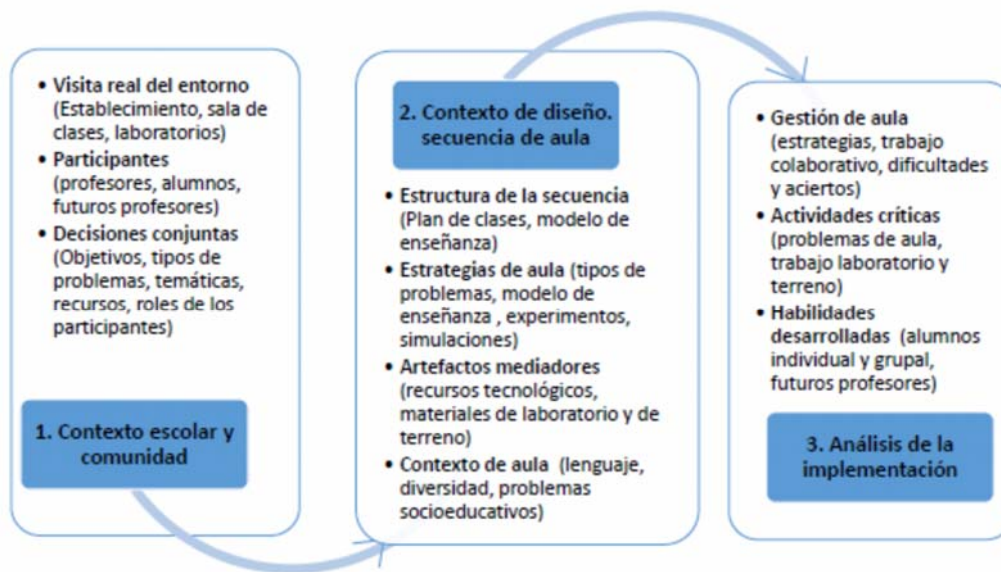 • Visita real del entorno
(Establecimiento, sala de
clases, laboratorios)
• Participantes
(profesores, alumnos,
futuros profesores)
• Decisiones conjuntas
(Objetivos, tipos de
problemas, temáticas,
recursos, roles de los
participantes)
1. Contexto escolar y
comunidad
2. Contexto de diseño.
secuencia de aula
• Estructura de la secuencia
(Plan de clases, modelo de
enseñanza)
• Estrategias de aula (tipos de
problemas, modelo de
enseñanza , experimentos,
simulaciones)
• Artefactos mediadores
(recursos tecnológicos,
materiales de laboratorio y de
terreno)
• Contexto de aula (lenguaje,
diversidad, problemas
socioeducativos)
• Gestión de aula
(estrategias, trabajo
colaborativo, dificultades
y aciertos)
• Actividades críticas
(problemas de aula,
trabajo laboratorio y
terreno)
• Habilidades
desarrolladas (alumnos
individual y grupal,
futuros profesores)
3. Análisis de la
implementación